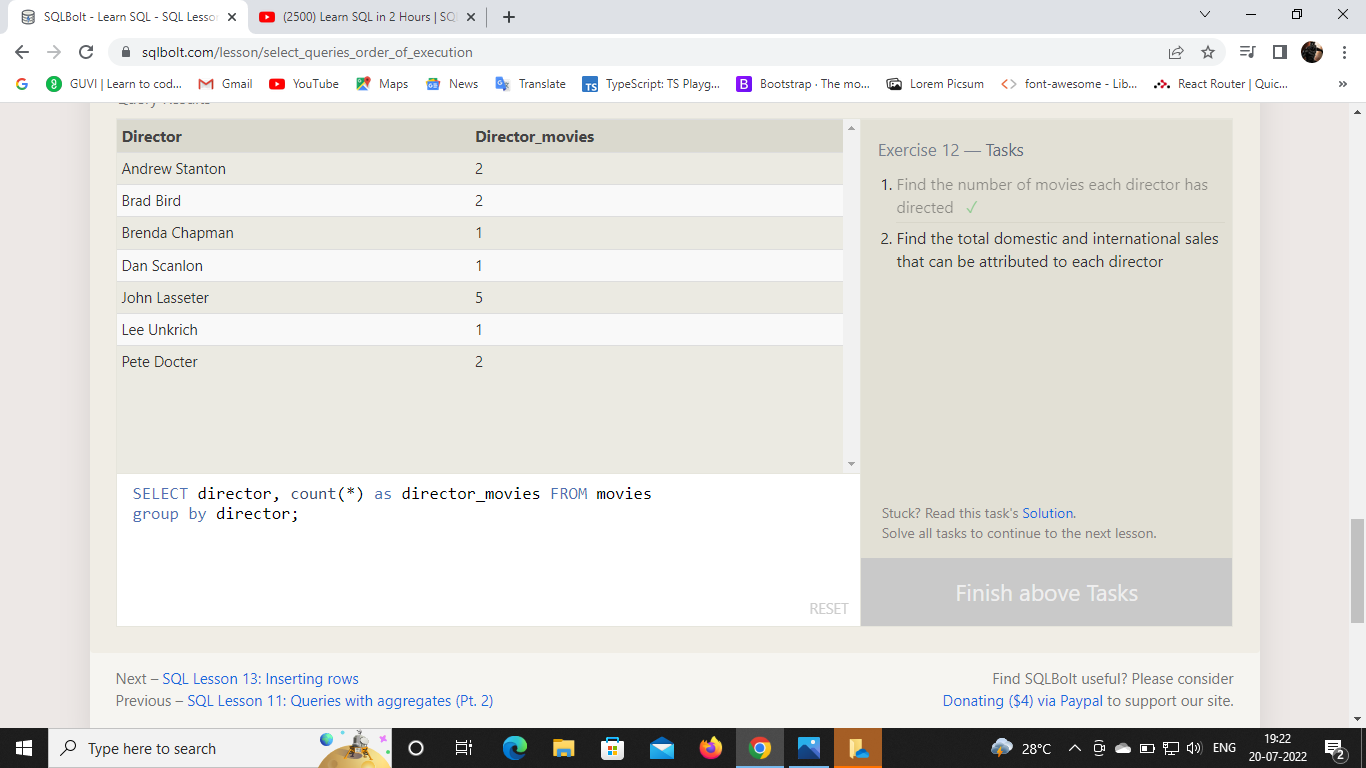 SQLBolt - Learn SQL - SQL Lesson
(2500) Learn SQL in 2 Hours | SQ
sqlbolt.com/lesson/select_queries_order_of_execution
GUVI | Learn to cod...
Gmail
YouTube
Maps
News
Translate
TypeScript: TS Playg...
Bootstrap · The mo...
Lorem Picsum
font-awesome - Lib...
React Router | Quic...
»
Query Results
Director Director_movies
Andrew Stanton 2
Brad Bird 2
Brenda Chapman 1
Dan Scanlon 1
John Lasseter 5
Lee Unkrich 1
Pete Docter 2
SELECT director, count(*) as director_movies FROM movies
group by director;
RESET
Exercise 12 — Tasks
1. Find the number of movies each director has
directed ✓
2. Find the total domestic and international sales
that can be attributed to each director
Stuck? Read this task's Solution.
Solve all tasks to continue to the next lesson.
Finish above Tasks
Next – SQL Lesson 13: Inserting rows
Previous – SQL Lesson 11: Queries with aggregates (Pt. 2)
Find SQLBolt useful? Please consider
Donating ($4) via Paypal to support our site.
Type here to search
28°C
ENG
19:22
20-07-2022
2